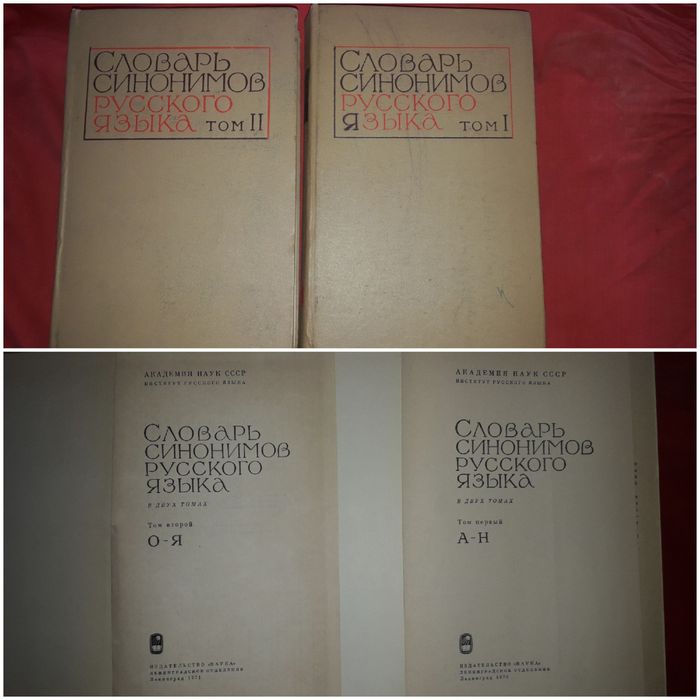 СЛОВАРЬ
СИНОНИМОВ
РУССКОГО
ЯЗЫКА ТОМ II
СЛОВАРЬ
СИНОНИМОВ
РУССКОГО
ЯЗЫКА ТОМ I
АКАДЕМИЯ НАУК СССР
ИНСТИТУТ РУССКОГО ЯЗЫКА
СЛОВАРЬ
СИНОНИМОВ
РУССКОГО
ЯЗЫКА
В ДВУХ ТОМАХ
Том второй
О-Я
ИЗДАТЕЛЬСТВО «НАУКА»
ЛЕНИНГРАДСКОЕ ОТДЕЛЕНИЕ
Ленинград 1971
АКАДЕМИЯ НАУК СССР
ИНСТИТУТ РУССКОГО ЯЗЫКА
СЛОВАРЬ
СИНОНИМОВ
РУССКОГО
ЯЗЫКА
В ДВУХ ТОМАХ
Том первый
А-Н
ИЗДАТЕЛЬСТВО «НАУКА»
ЛЕНИНГРАДСКОЕ ОТДЕЛЕНИЕ
Ленинград 1970